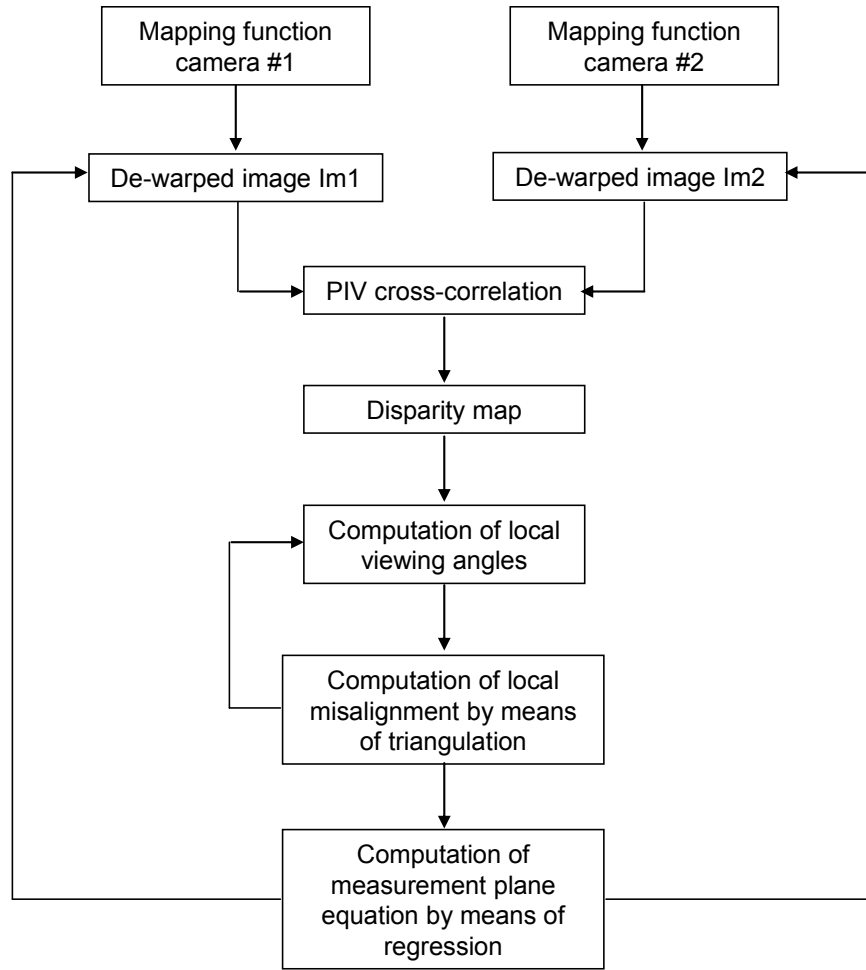 Mapping function
camera #1
Mapping function
camera #2
De-warped image Im1
De-warped image Im2
PIV cross-correlation
Disparity map
Computation of local
viewing angles
Computation of local
misalignment by means
of triangulation
Computation of
measurement plane
equation by means of
regression